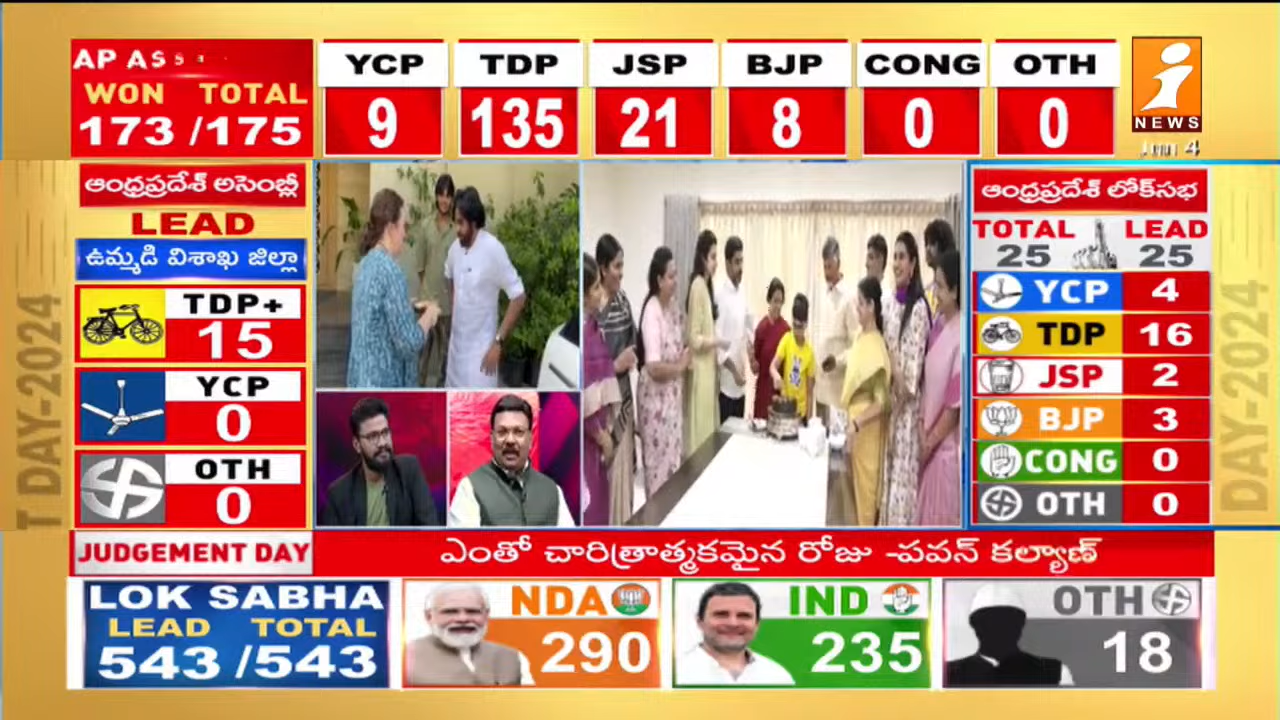 AP ASS
WON TOTAL
173 /175
YCP TDP JSP BJP CONG OTH
9 135 21 8 0 0
i
NEWS
ఆంధ్రప్రదేశ్ అసెంబ్లీ
LEAD
ఉమ్మడి విశాఖ జిల్లా
TDP+
15
YCP
0
OTH
0
ఆంధ్రప్రదేశ్ లోక్‌సభ
TOTAL LEAD
25 25
YCP 4
TDP 16
JSP 2
BJP 3
CONG 0
OTH 0
T DAY-2024
DAY-2024
JUDGEMENT DAY
ఎంతో చారిత్రాత్మకమైన రోజు -పవన్ కల్యాణ్
LOK SABHA
LEAD TOTAL
543 /543
NDA
290
IND
235
OTH
18